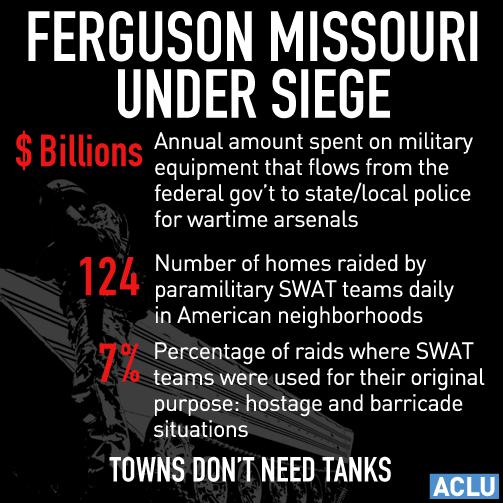 FERGUSON MISSOURI
UNDER SIEGE
$ Billions
Annual amount spent on military
equipment that flows from the
federal gov't to state/local police
for wartime arsenals
124
Number of homes raided by
paramilitary SWAT teams daily
in American neighborhoods
7%
Percentage of raids where SWAT
teams were used for their original
purpose: hostage and barricade
situations
TOWNS DON'T NEED TANKS
ACLU